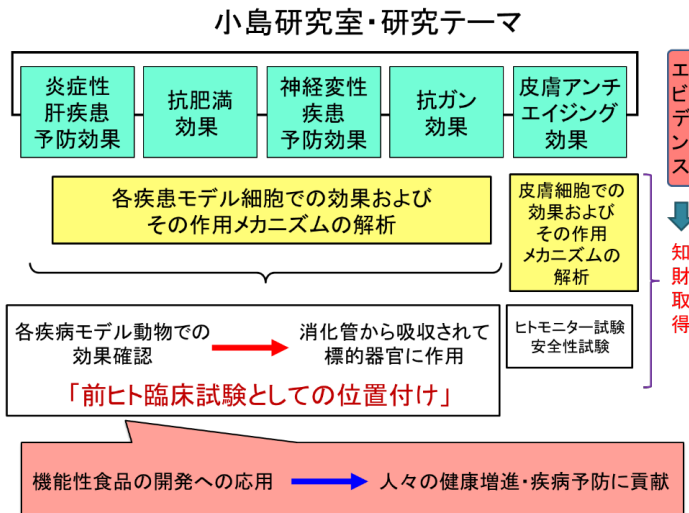 小島研究室・研究テーマ
炎症性
肝疾患
予防効果
抗肥満
効果
神経変性
疾患
予防効果
抗ガン
効果
皮膚アンチ
エイジング
効果
エビデンス
各疾患モデル細胞での効果および
その作用メカニズムの解析
皮膚細胞での
効果および
その作用
メカニズムの
解析
知財取得
各疾病モデル動物での
効果確認
消化管から吸収されて
標的器官に作用
ヒトモニター試験
安全性試験
「前ヒト臨床試験としての位置付け」
機能性食品の開発への応用
人々の健康増進・疾病予防に貢献